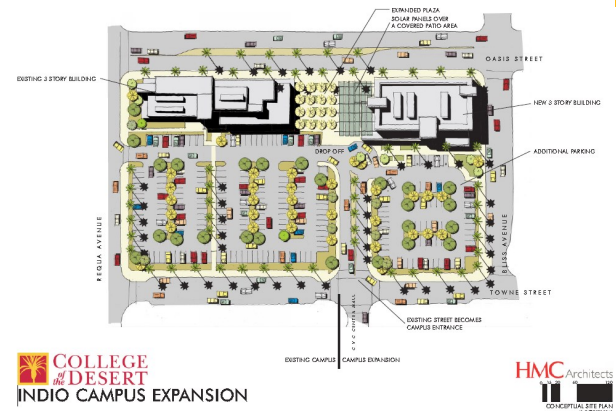 EXPANDED PLAZA
SOLAR PANELS OVER
A COVERED PATIO AREA
OASIS STREET
EXISTING 3 STORY BUILDING
NEW 3 STORY BUILDING
DROP OFF
ADDITIONAL PARKING
REQUA AVENUE
BLISS AVENUE
TOWNE STREET
EXISTING STREET BECOMES
CAMPUS ENTRANCE
EXISTING CAMPUS
CAMPUS EXPANSION
COLLEGE
of the DESERT
INDIO CAMPUS EXPANSION
HMC Architects
CONCEPTUAL SITE PLAN